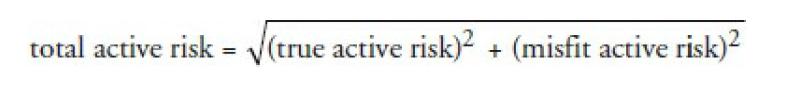 total active risk = √(true active risk)² + (misfit active risk)²